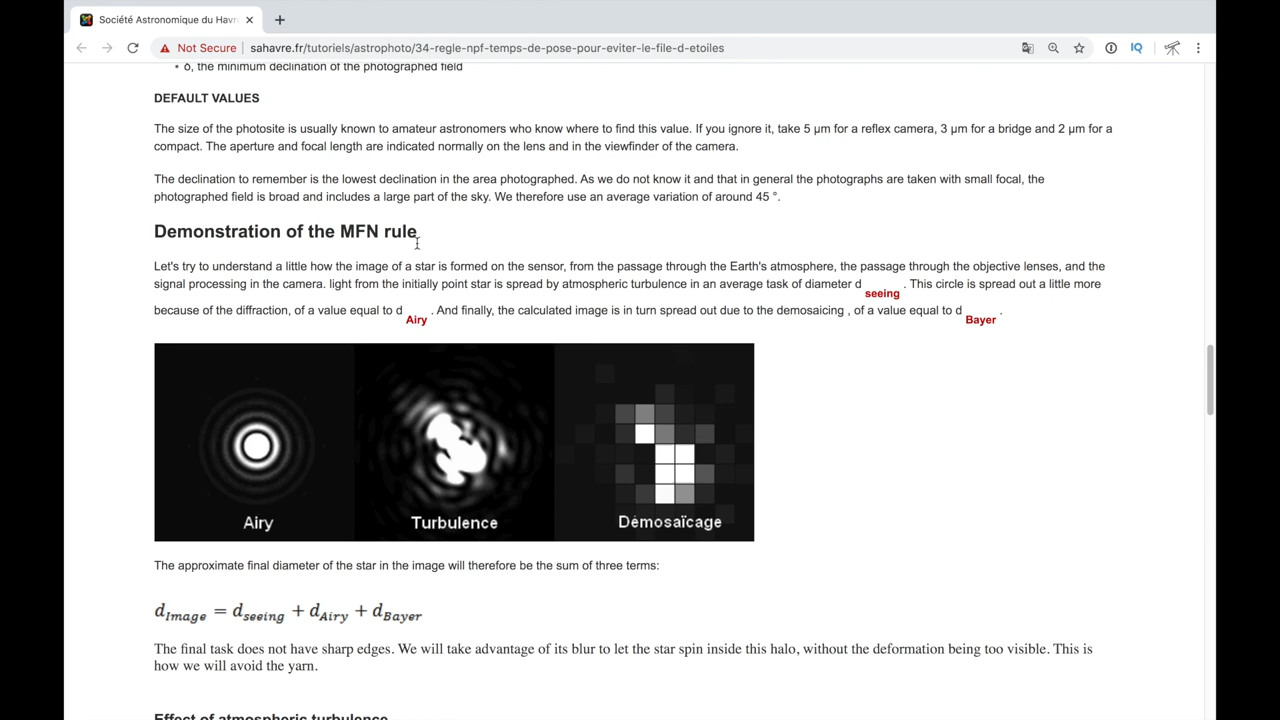 Société Astronomique du Havr
Not Secure
sahavre.fr/tutoriels/astrophoto/34-regle-npf-temps-de-pose-pour-eviter-le-file-d-etoiles
IQ
• δ, the minimum declination of the photographed field
DEFAULT VALUES
The size of the photosite is usually known to amateur astronomers who know where to find this value. If you ignore it, take 5 μm for a reflex camera, 3 μm for a bridge and 2 μm for a
compact. The aperture and focal length are indicated normally on the lens and in the viewfinder of the camera.
The declination to remember is the lowest declination in the area photographed. As we do not know it and that in general the photographs are taken with small focal, the
photographed field is broad and includes a large part of the sky. We therefore use an average variation of around 45 °.
Demonstration of the MFN rule
Let's try to understand a little how the image of a star is formed on the sensor, from the passage through the Earth's atmosphere, the passage through the objective lenses, and the
signal processing in the camera. light from the initially point star is spread by atmospheric turbulence in an average task of diameter d seeing . This circle is spread out a little more
because of the diffraction, of a value equal to d Airy . And finally, the calculated image is in turn spread out due to the demosaicing , of a value equal to d Bayer .
Airy
Turbulence
Démosaïcage
The approximate final diameter of the star in the image will therefore be the sum of three terms:
dImage = dseeing + dAiry + dBayer
The final task does not have sharp edges. We will take advantage of its blur to let the star spin inside this halo, without the deformation being too visible. This is
how we will avoid the yarn.
Effect of atmospheric turbulence